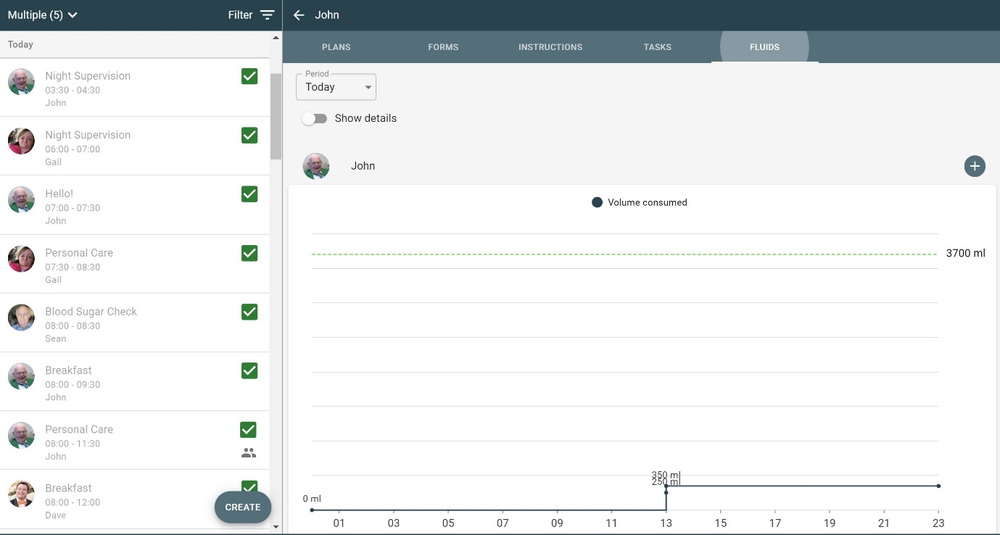 Multiple (5)
Filter
Today
Night Supervision
03:30 - 04:30
John
Night Supervision
06:00 - 07:00
Gail
Hello!
07:00 - 07:30
John
Personal Care
07:30 - 08:30
Gail
Blood Sugar Check
08:00 - 08:30
Sean
Breakfast
08:00 - 09:30
John
Personal Care
08:00 - 11:30
John
Breakfast
08:00 - 12:00
Dave
CREATE
John
PLANS FORMS INSTRUCTIONS TASKS FLUIDS
Period
Today
Show details
John
Volume consumed
3700 ml
350 ml
250 ml
0 ml
01 03 05 07 09 11 13 15 17 19 21 23